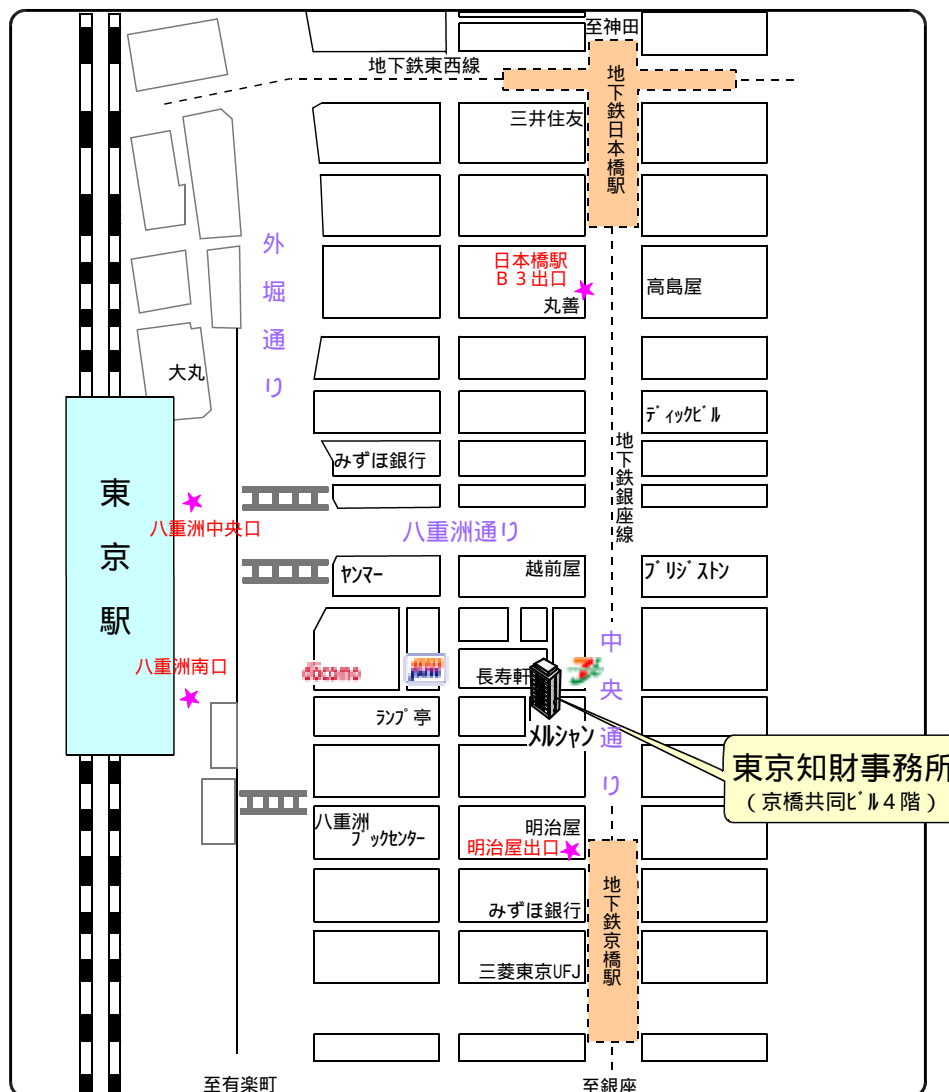 至神田
地下鉄東西線
地下鉄日本橋駅
三井住友
外堀通り
日本橋駅
B3出口
丸善
高島屋
大丸
ディックビル
地下鉄銀座線
みずほ銀行
東京駅
八重洲中央口
八重洲通り
ヤンマー
越前屋
ブリジストン
中央通り
八重洲南口
docomo
長寿軒
ランプ亭
メルシャン
東京知財事務所
(京橋共同ビル4階)
八重洲
ブックセンター
明治屋
明治屋出口
地下鉄京橋駅
みずほ銀行
三菱東京UFJ
至有楽町
至銀座